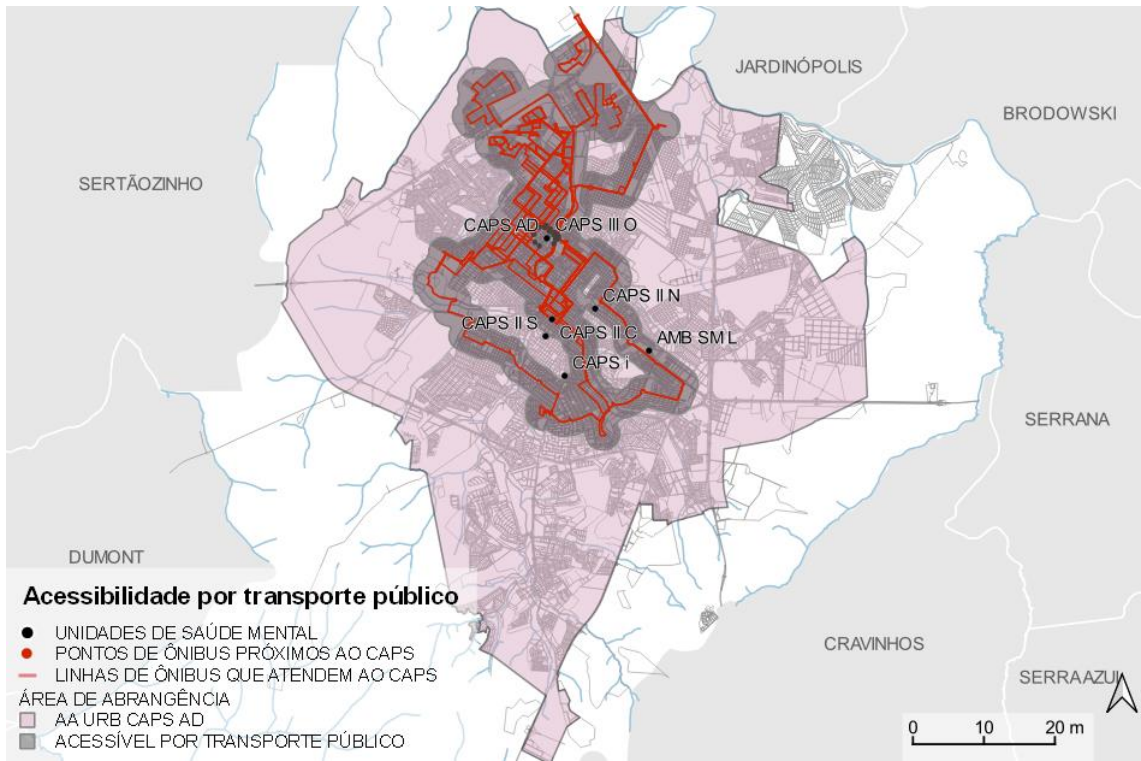 JARDINÓPOLIS
BRODOWSKI
SERTÃOZINHO
CAPS AD
CAPS III O
CAPS II N
CAPS II S
CAPS II C
AMB SM L
CAPS i
SERRANA
DUMONT
CRAVINHOS
SERRA AZUL
Acessibilidade por transporte público
UNIDADES DE SAÚDE MENTAL
PONTOS DE ÔNIBUS PRÓXIMOS AO CAPS
LINHAS DE ÔNIBUS QUE ATENDEM AO CAPS
ÁREA DE ABRANGÊNCIA
AA URB CAPS AD
ACESSÍVEL POR TRANSPORTE PÚBLICO
0 10 20 m